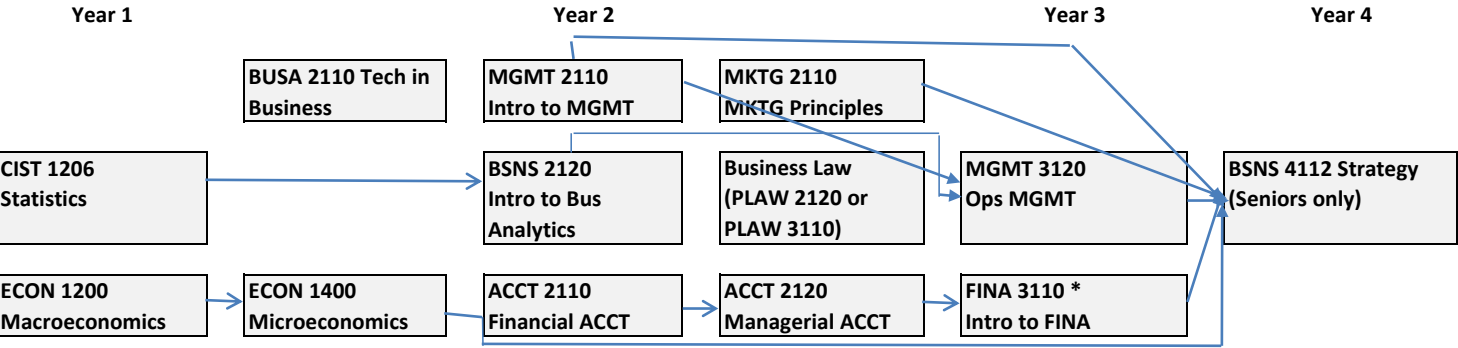 Year 1 Year 2 Year 3 Year 4
BUSA 2110 Tech in
Business
MGMT 2110
Intro to MGMT
MKTG 2110
MKTG Principles
CIST 1206
Statistics
BSNS 2120
Intro to Bus
Analytics
Business Law
(PLAW 2120 or
PLAW 3110)
MGMT 3120
Ops MGMT
BSNS 4112 Strategy
(Seniors only)
ECON 1200
Macroeconomics
ECON 1400
Microeconomics
ACCT 2110
Financial ACCT
ACCT 2120
Managerial ACCT
FINA 3110 *
Intro to FINA